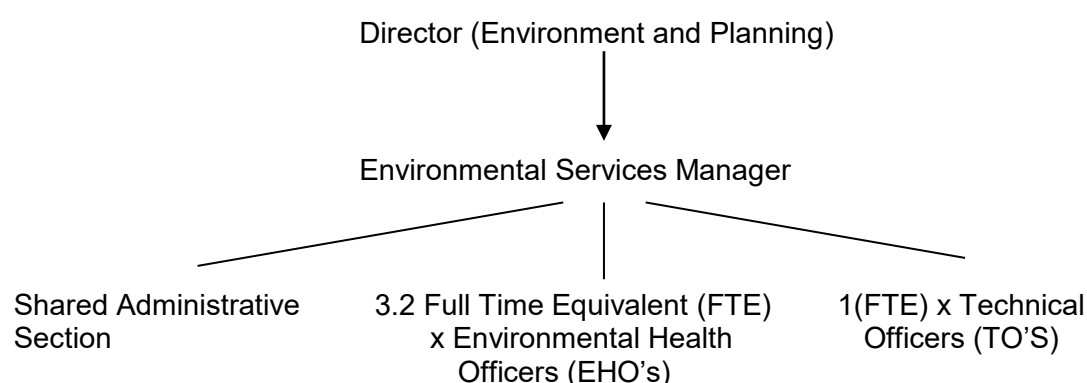 Director (Environment and Planning)
Environmental Services Manager
Shared Administrative
Section
3.2 Full Time Equivalent (FTE)
x Environmental Health
Officers (EHO's)
1(FTE) x Technical
Officers (TO'S)